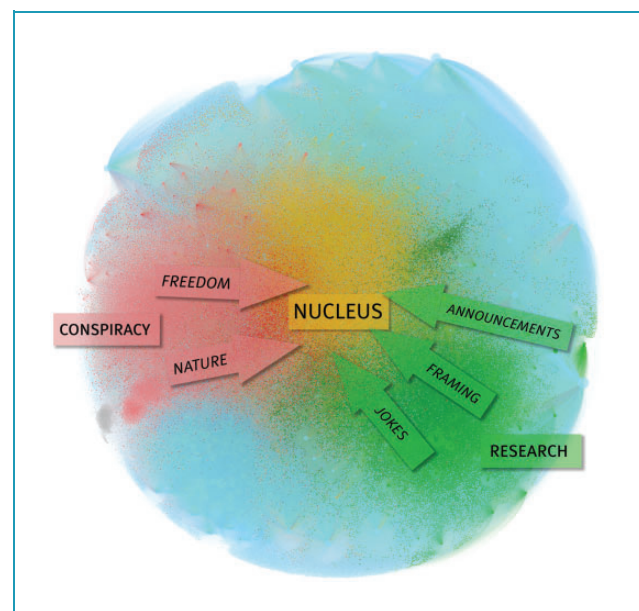 FREEDOM
NUCLEUS
ANNOUNCEMENTS
CONSPIRACY
NATURE
FRAMING
JOKES
RESEARCH